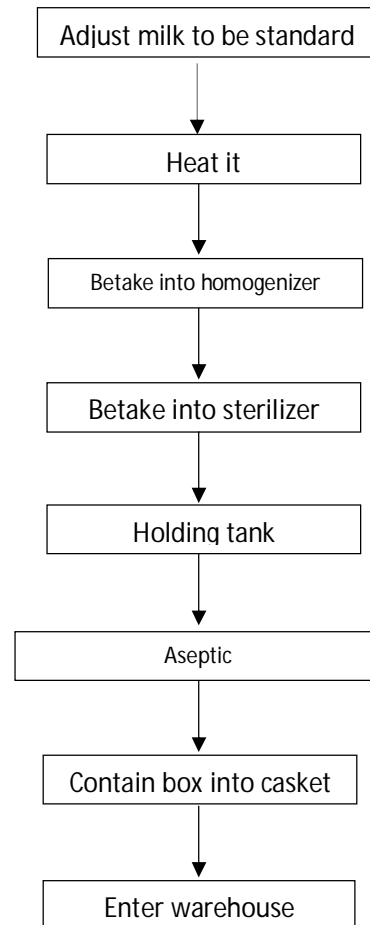 Adjust milk to be standard
Heat it
Betake into homogenizer
Betake into sterilizer
Holding tank
Aseptic
Contain box into casket
Enter warehouse